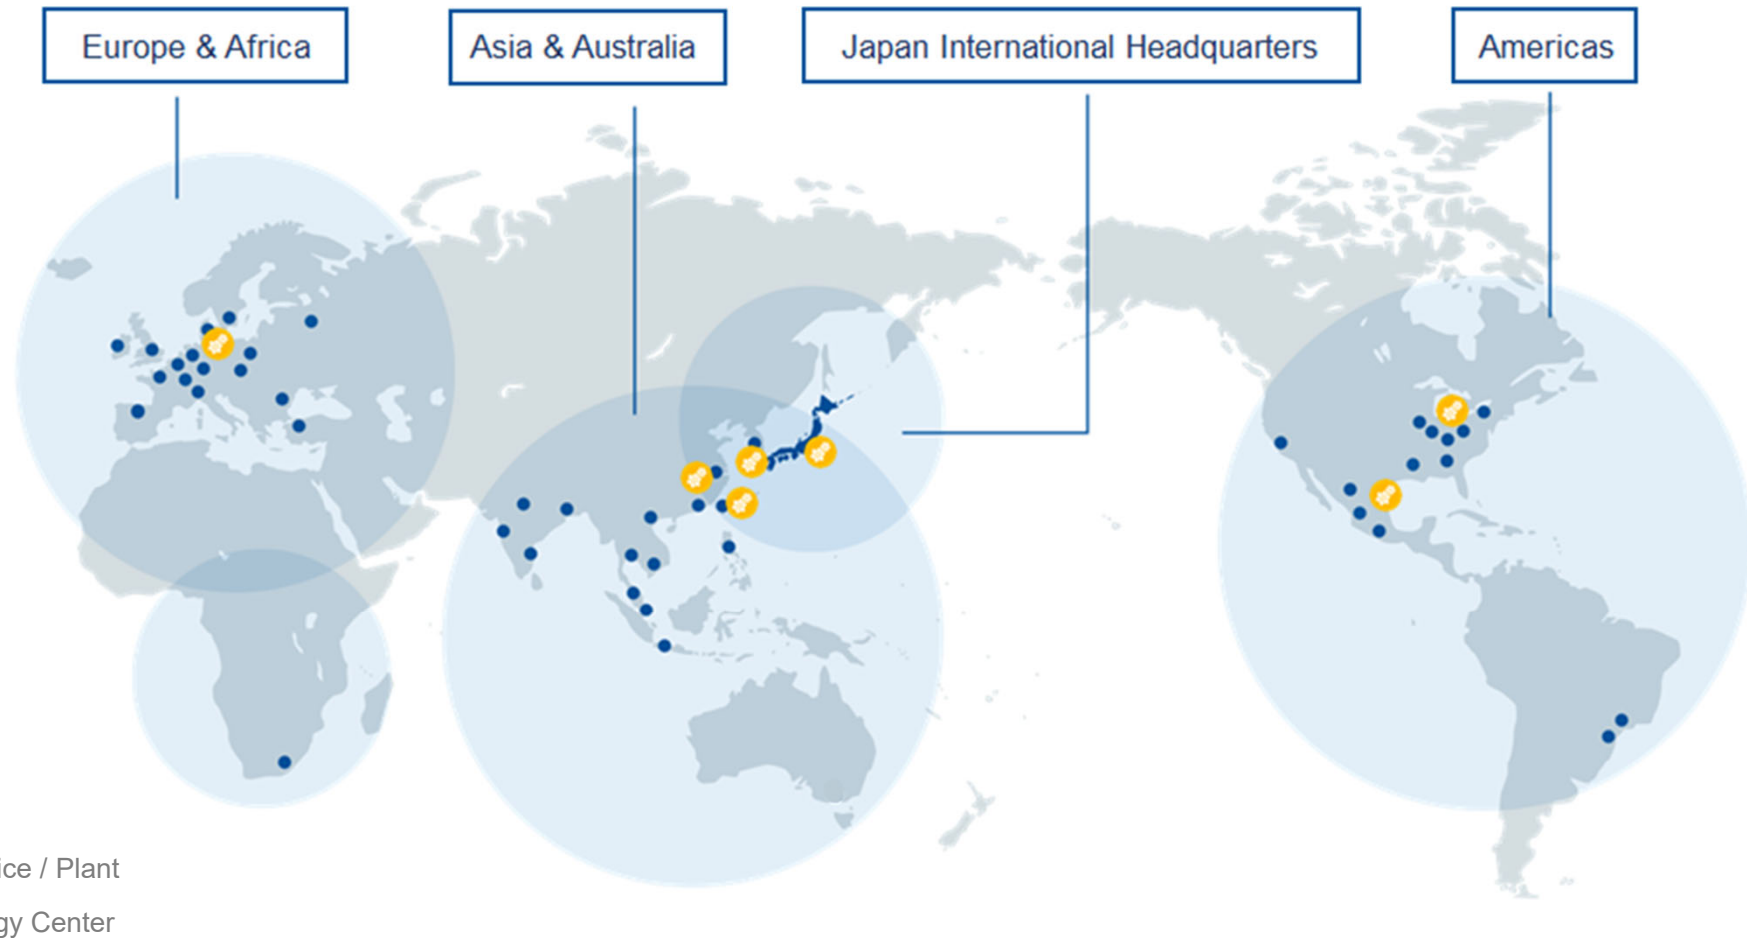 Europe & Africa
Asia & Australia
Japan International Headquarters
Americas
ice / Plant
gy Center